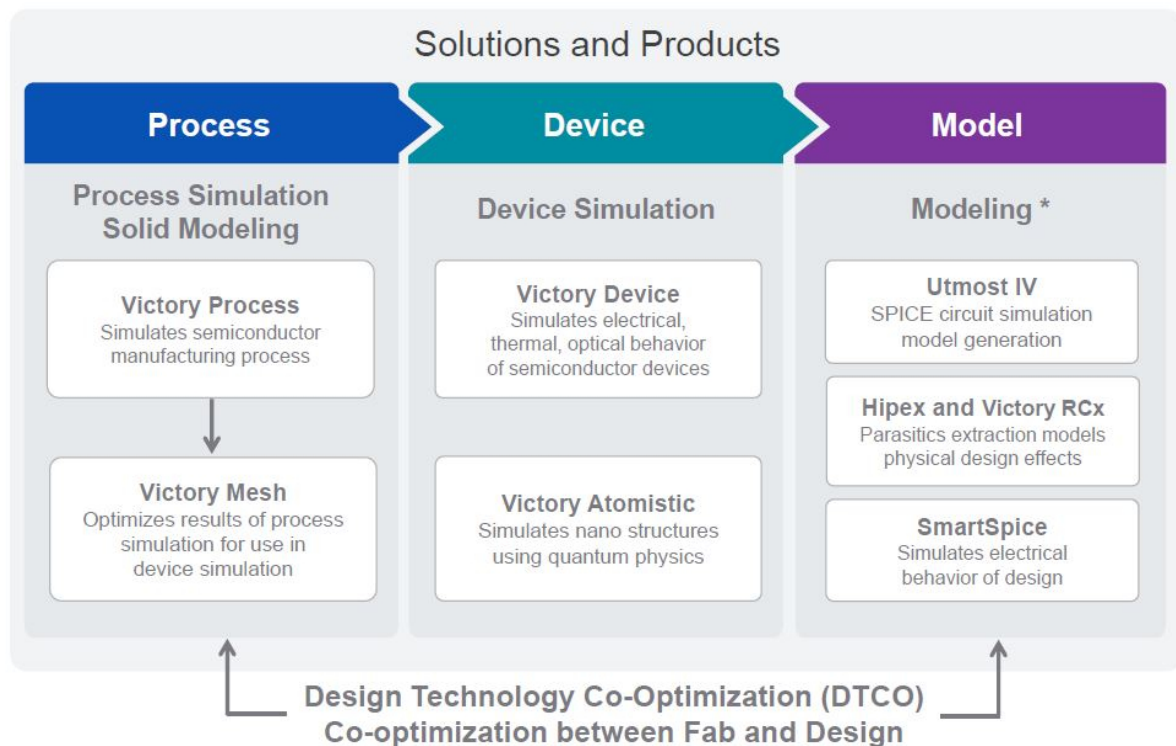 Solutions and Products
Process
Device
Model
Process Simulation
Solid Modeling
Victory Process
Simulates semiconductor
manufacturing process
Victory Mesh
Optimizes results of process
simulation for use in
device simulation
Device Simulation
Victory Device
Simulates electrical,
thermal, optical behavior
of semiconductor devices
Victory Atomistic
Simulates nano structures
using quantum physics
Modeling *
Utmost IV
SPICE circuit simulation
model generation
Hipex and Victory RCx
Parasitics extraction models
physical design effects
SmartSpice
Simulates electrical
behavior of design
Design Technology Co-Optimization (DTCO)
Co-optimization between Fab and Design